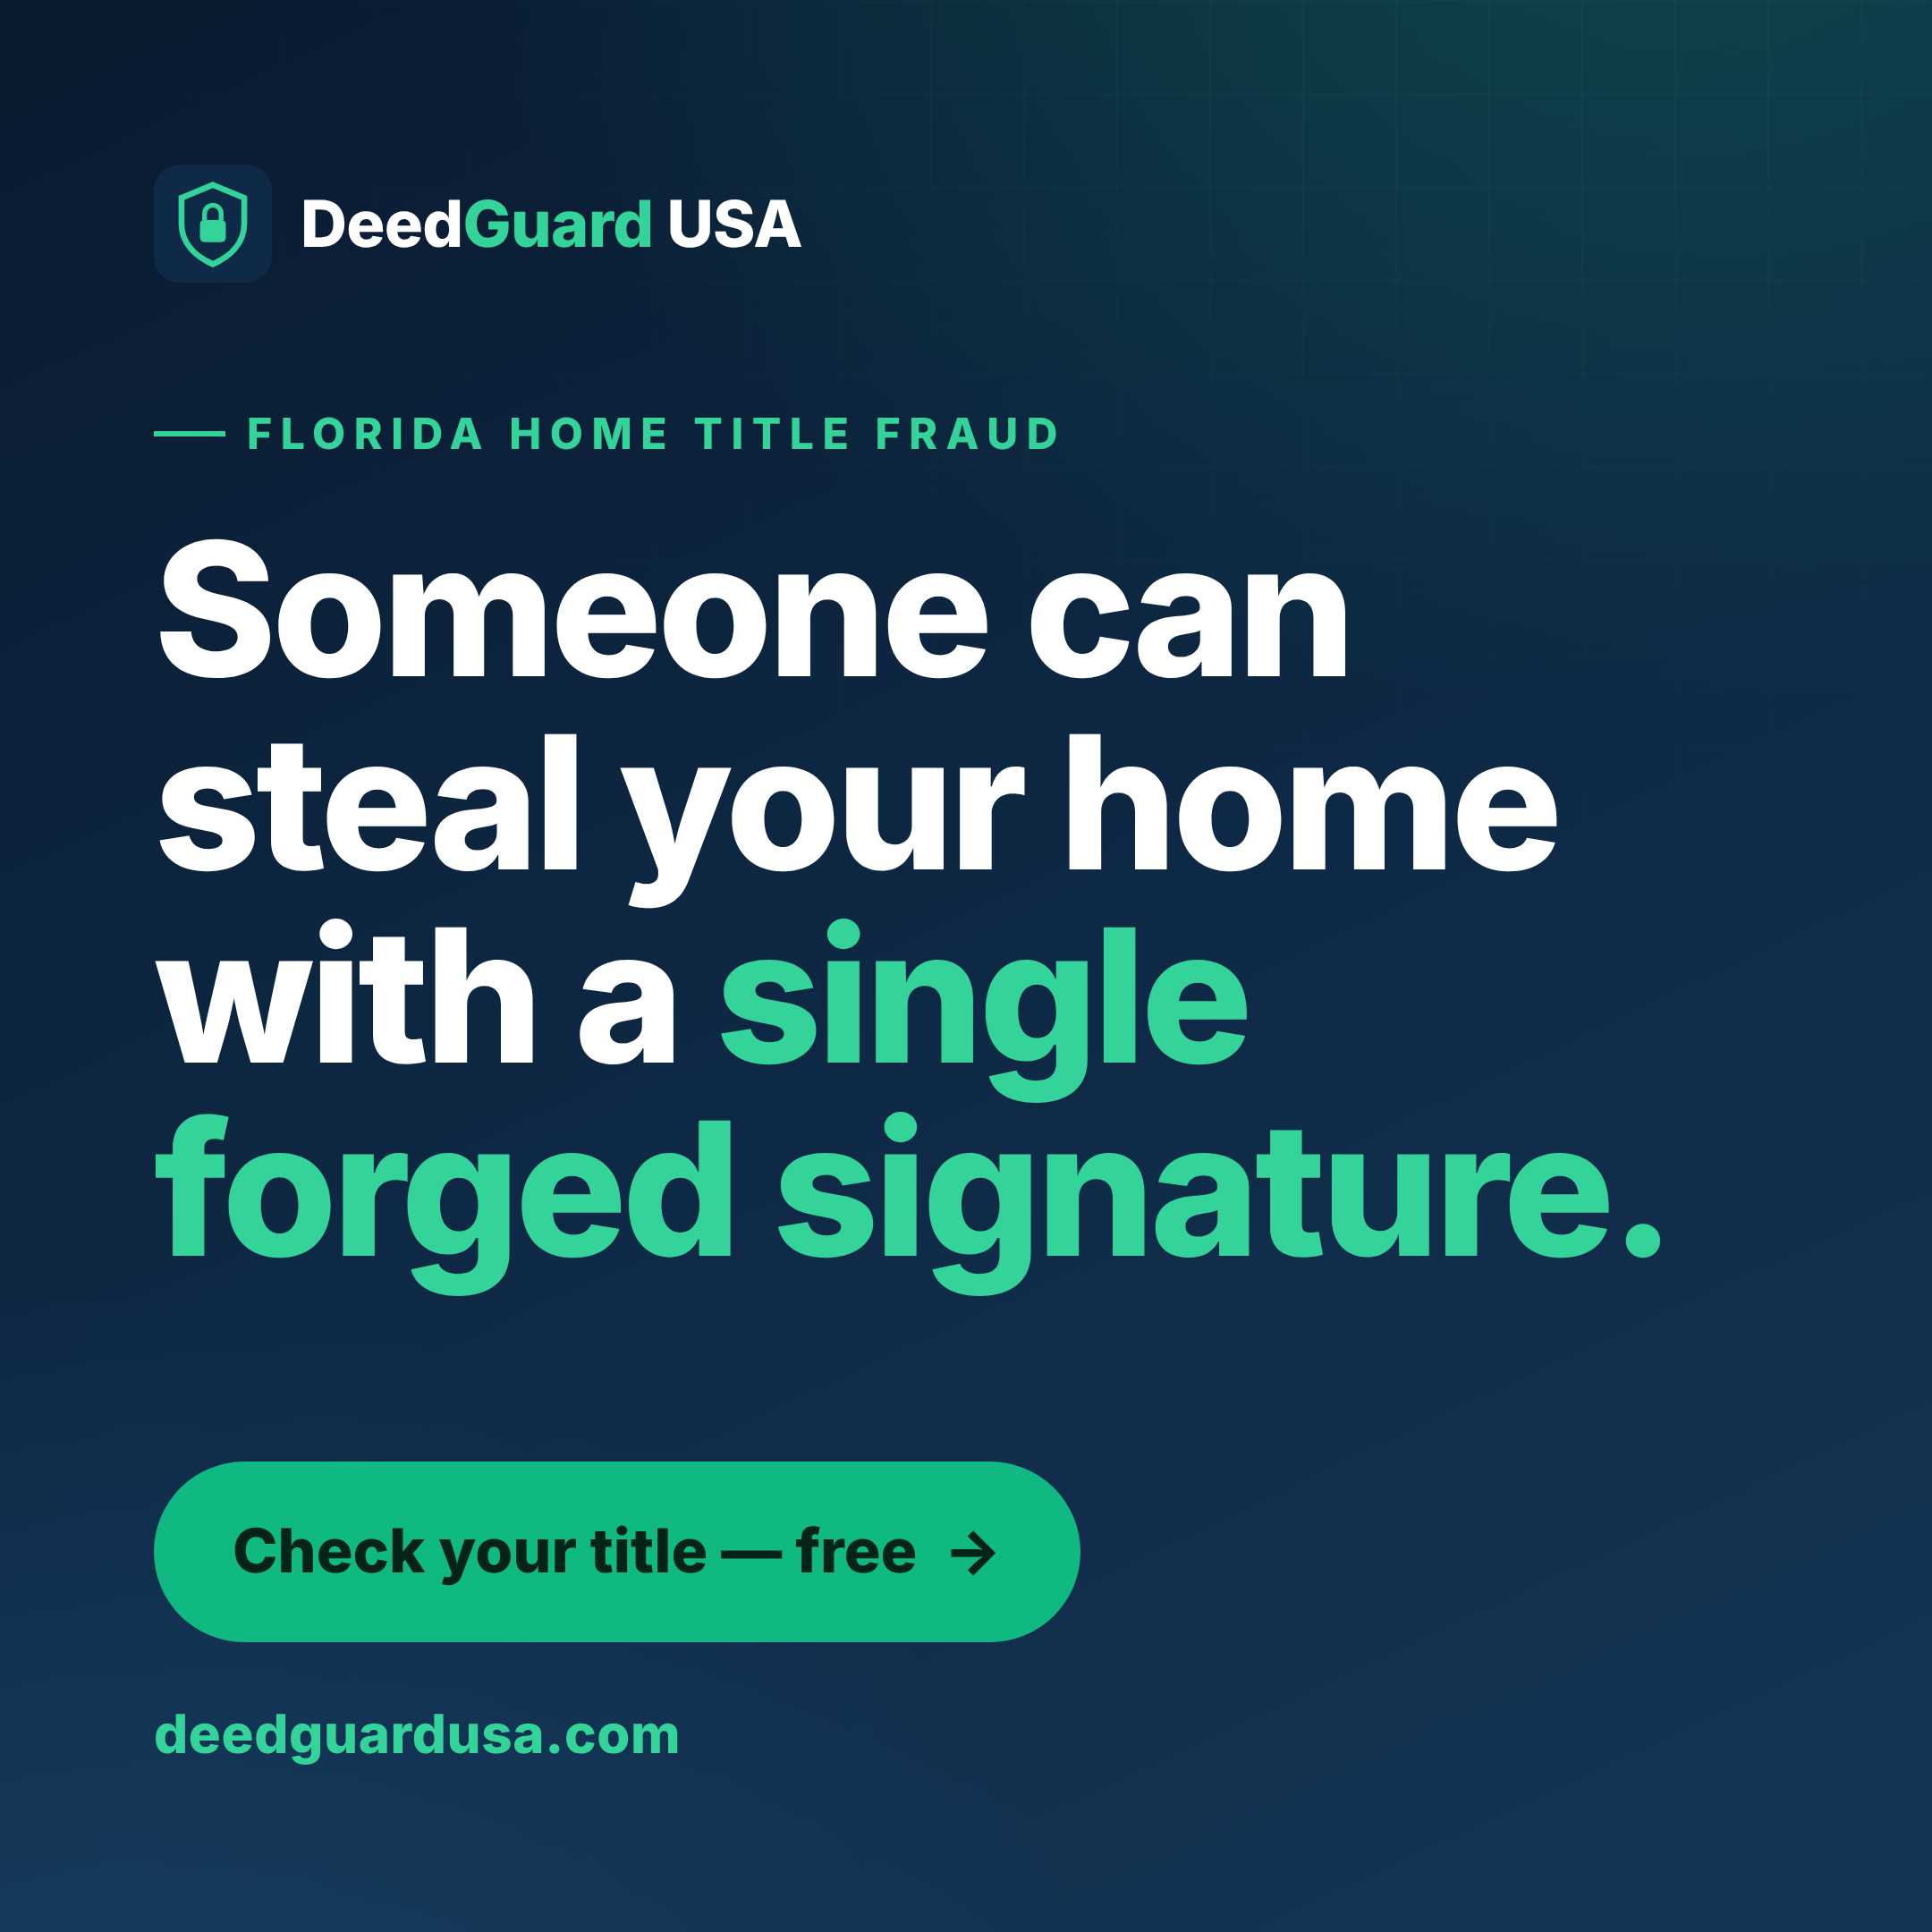 DeedGuard USA
FLORIDA HOME TITLE FRAUD
Someone can
steal your home
with a single
forged signature.
Check your title — free →
deedguardusa.com